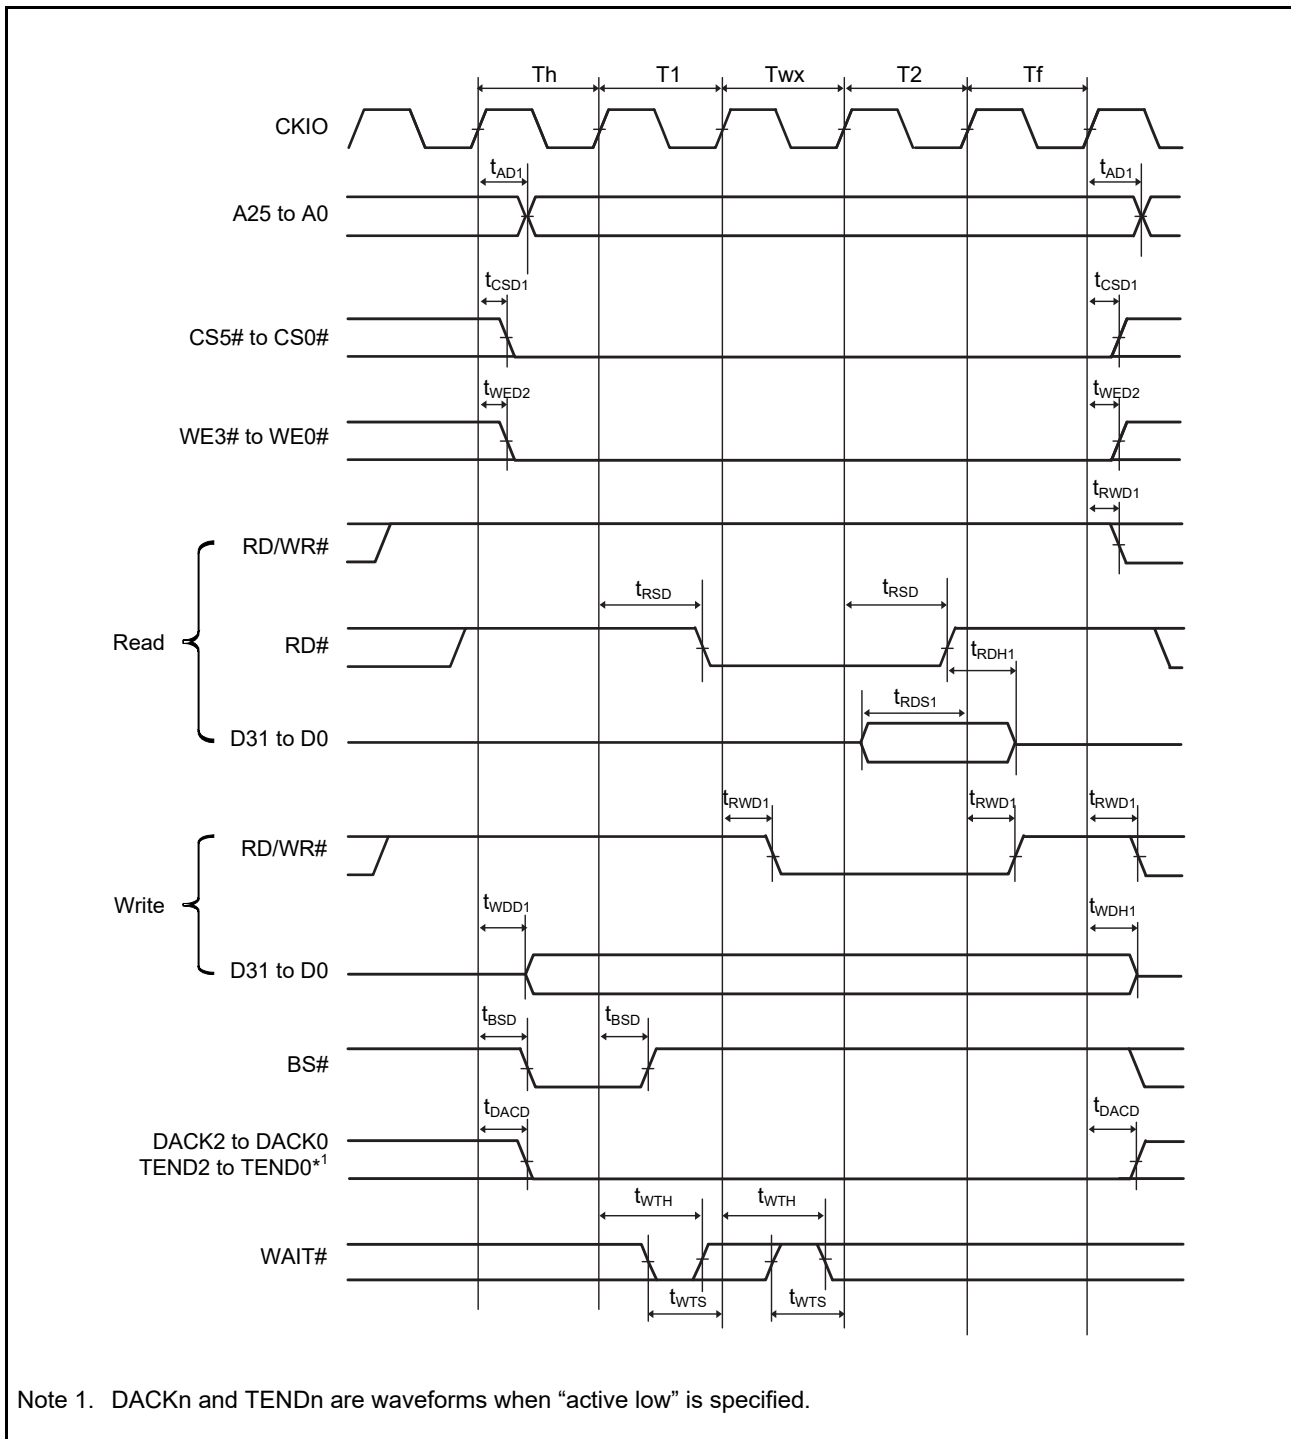 Th T1 Twx T2 Tf
CKIO
tAD1 tAD1
A25 to A0
tCSD1 tCSD1
CS5# to CS0#
tWED2 tWED2
WE3# to WE0#
tRWD1
RD/WR#
tRSD tRSD
Read RD#
tRDH1
tRDS1
D31 to D0
tRWD1 tRWD1 tRWD1
RD/WR#
Write
tWDD1 tWDH1
D31 to D0
tBSD tBSD
BS#
tDACD tDACD
DACK2 to DACK0
TEND2 to TEND0*1
tWTH tWTH
WAIT#
tWTS tWTS
Note 1. DACKn and TENDn are waveforms when “active low” is specified.